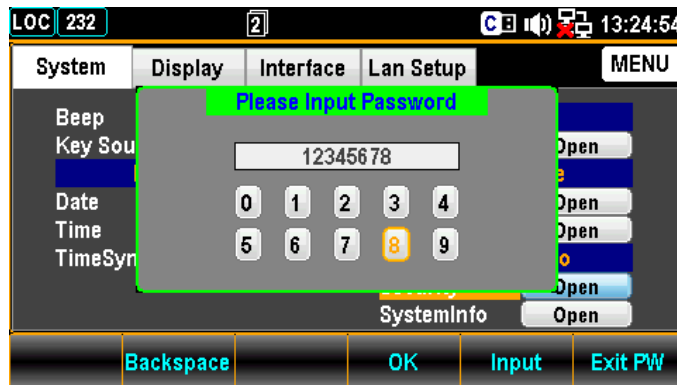 LOC 232 2 C 13:24:54
System Display Interface Lan Setup MENU
Please Input Password
Beep
Key Sou Open
12345678
Date 0 1 2 3 4 Open
Time Open
TimeSyn 5 6 7 8 9
Open
SystemInfo Open
Backspace OK Input Exit PW